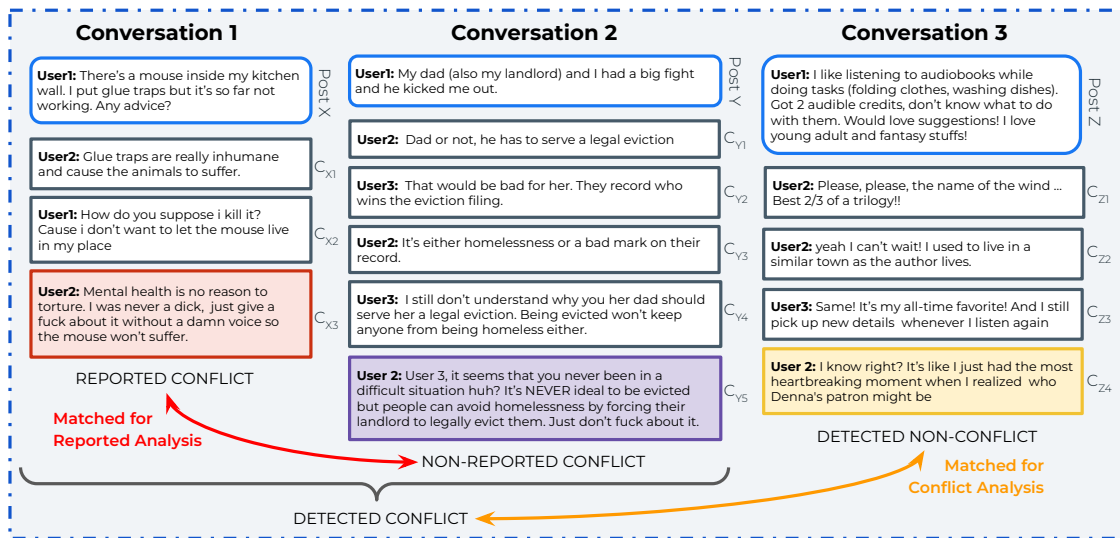 Conversation 1
User1: There's a mouse inside my kitchen
wall. I put glue traps but it's so far not
working. Any advice?
Post X
User2: Glue traps are really inhumane
and cause the animals to suffer.
CX1
User1: How do you suppose i kill it?
Cause i don't want to let the mouse live
in my place
CX2
User2: Mental health is no reason to
torture. I was never a dick, just give a
fuck about it without a damn voice so
the mouse won't suffer.
CX3
REPORTED CONFLICT
Matched for
Reported Analysis
Conversation 2
User1: My dad (also my landlord) and I had a big fight
and he kicked me out.
Post Y
User2: Dad or not, he has to serve a legal eviction
CY1
User3: That would be bad for her. They record who
wins the eviction filing.
CY2
User2: It's either homelessness or a bad mark on their
record.
CY3
User3: I still don't understand why you her dad should
serve her a legal eviction. Being evicted won't keep
anyone from being homeless either.
CY4
User 2: User 3, it seems that you never been in a
difficult situation huh? It's NEVER ideal to be evicted
but people can avoid homelessness by forcing their
landlord to legally evict them. Just don't fuck about it.
CY5
NON-REPORTED CONFLICT
DETECTED CONFLICT
Conversation 3
User1: I like listening to audiobooks while
doing tasks (folding clothes, washing dishes).
Got 2 audible credits, don't know what to do
with them. Would love suggestions! I love
young adult and fantasy stuffs!
Post Z
User2: Please, please, the name of the wind ...
Best 2/3 of a trilogy!!
CZ1
User2: yeah I can't wait! I used to live in a
similar town as the author lives.
CZ2
User3: Same! It's my all-time favorite! And I still
pick up new details whenever I listen again
CZ3
User 2: I know right? It's like I just had the most
heartbreaking moment when I realized who
Denna's patron might be
CZ4
DETECTED NON-CONFLICT
Matched for
Conflict Analysis